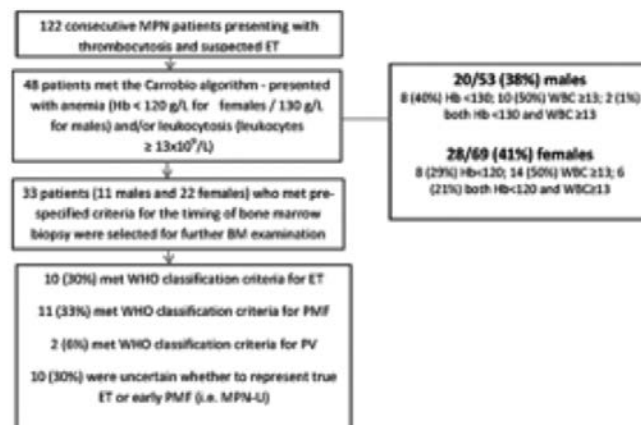 122 consecutive MPN patients presenting with
thrombocytosis and suspected ET
48 patients met the Carrobio algorithm - presented
with anemia (Hb < 120 g/L for females / 130 g/L
for males) and/or leukocytosis (leukocytes
≥ 13x10⁹/L)
20/53 (38%) males
8 (40%) Hb <130; 10 (50%) WBC ≥13; 2 (1%)
both Hb <130 and WBC ≥13
28/69 (41%) females
8 (29%) Hb<120; 14 (50%) WBC ≥13; 6
(21%) both Hb<120 and WBC≥13
33 patients (11 males and 22 females) who met pre-
specified criteria for the timing of bone marrow
biopsy were selected for further BM examination
10 (30%) met WHO classification criteria for ET
11 (33%) met WHO classification criteria for PMF
2 (6%) met WHO classification criteria for PV
10 (30%) were uncertain whether to represent true
ET or early PMF (i.e. MPN-U)